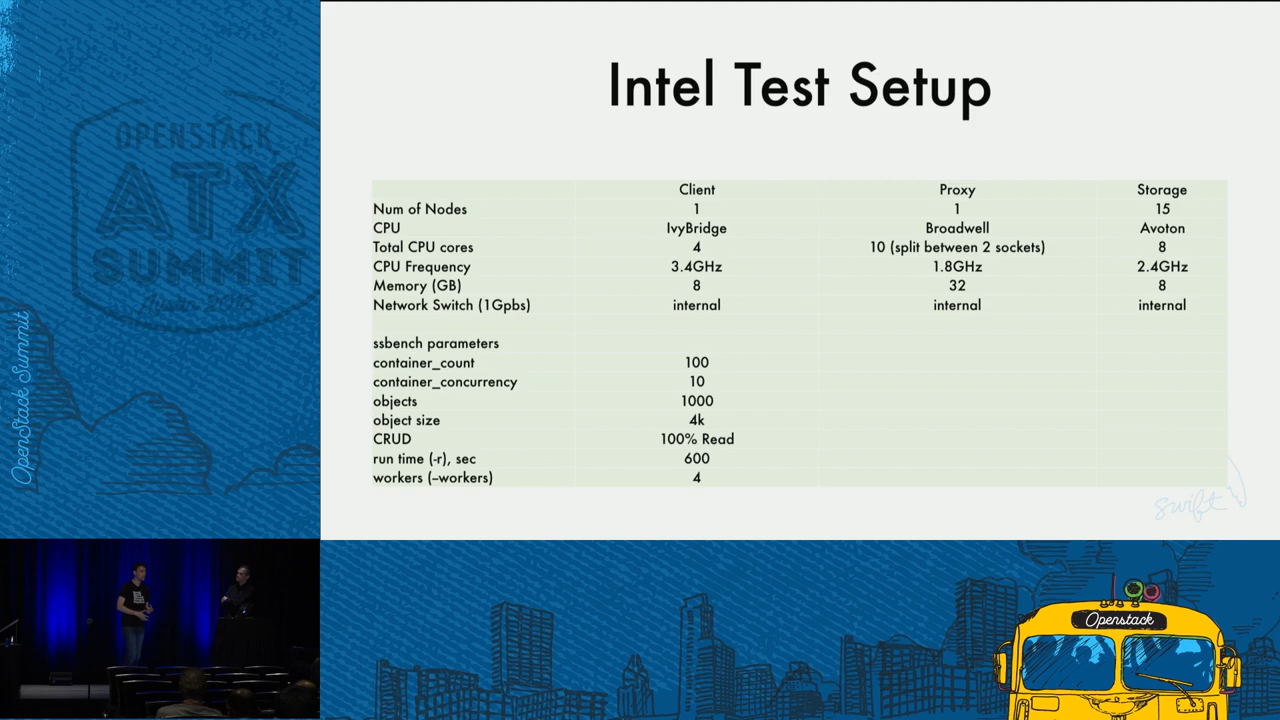 Intel Test Setup
Client Proxy Storage
Num of Nodes 1 1 15
CPU IvyBridge Broadwell Avoton
Total CPU cores 4 10 (split between 2 sockets) 8
CPU Frequency 3.4GHz 1.8GHz 2.4GHz
Memory (GB) 8 32 8
Network Switch (1Gpbs) internal internal internal
ssbench parameters
container_count 100
container_concurrency 10
objects 1000
object size 4k
CRUD 100% Read
run time (-r), sec 600
workers (–workers) 4
swift
OPENSTACK
ATX
SUMMIT
OpenStack Summit
Openstack